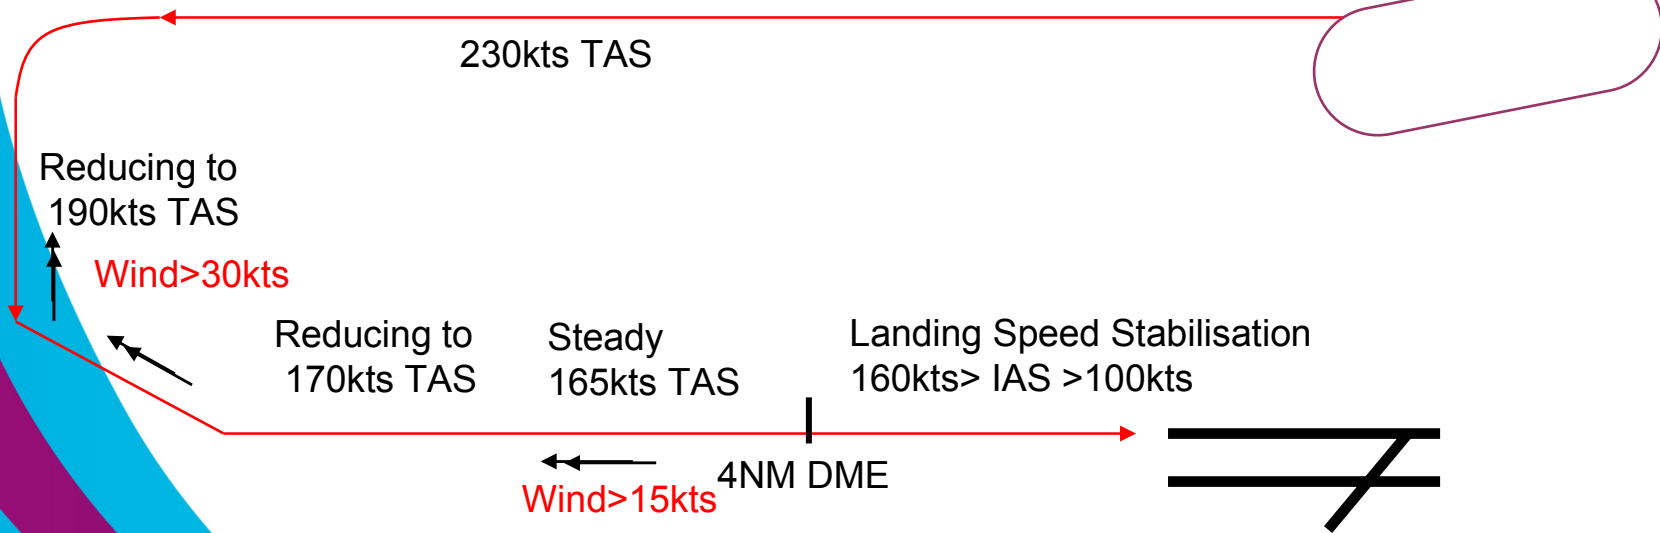 230kts TAS
Reducing to
190kts TAS
Wind>30kts
Reducing to
170kts TAS
Steady
165kts TAS
Landing Speed Stabilisation
160kts> IAS >100kts
4NM DME
Wind>15kts